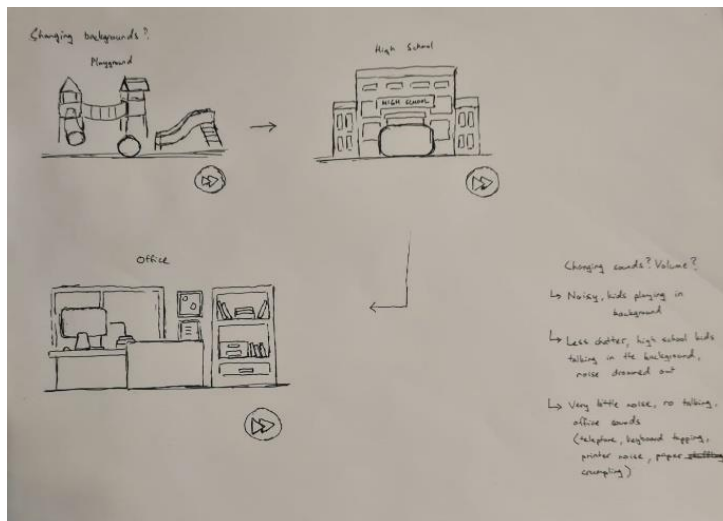 Changing backgrounds?
Playground
High School
HIGH SCHOOL
Office
Changing sounds? Volume?
↳ Noisy, kids playing in
background
↳ Less chatter, high school kids
talking in the background,
noise drowned out
↳ Very little noise, no talking,
office sounds
(telephone, keyboard tapping,
printer noise, paper
crumpling)